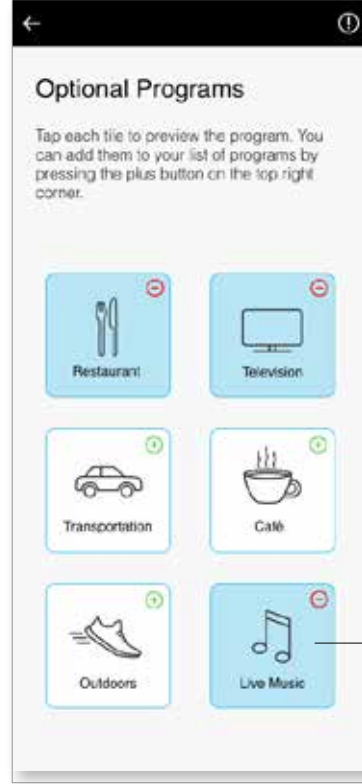 Optional Programs
Tap each tile to preview the program. You
can add them to your list of programs by
pressing the plus button on the top right
corner.
Restaurant
Television
Transportation
Café
Outdoors
Live Music